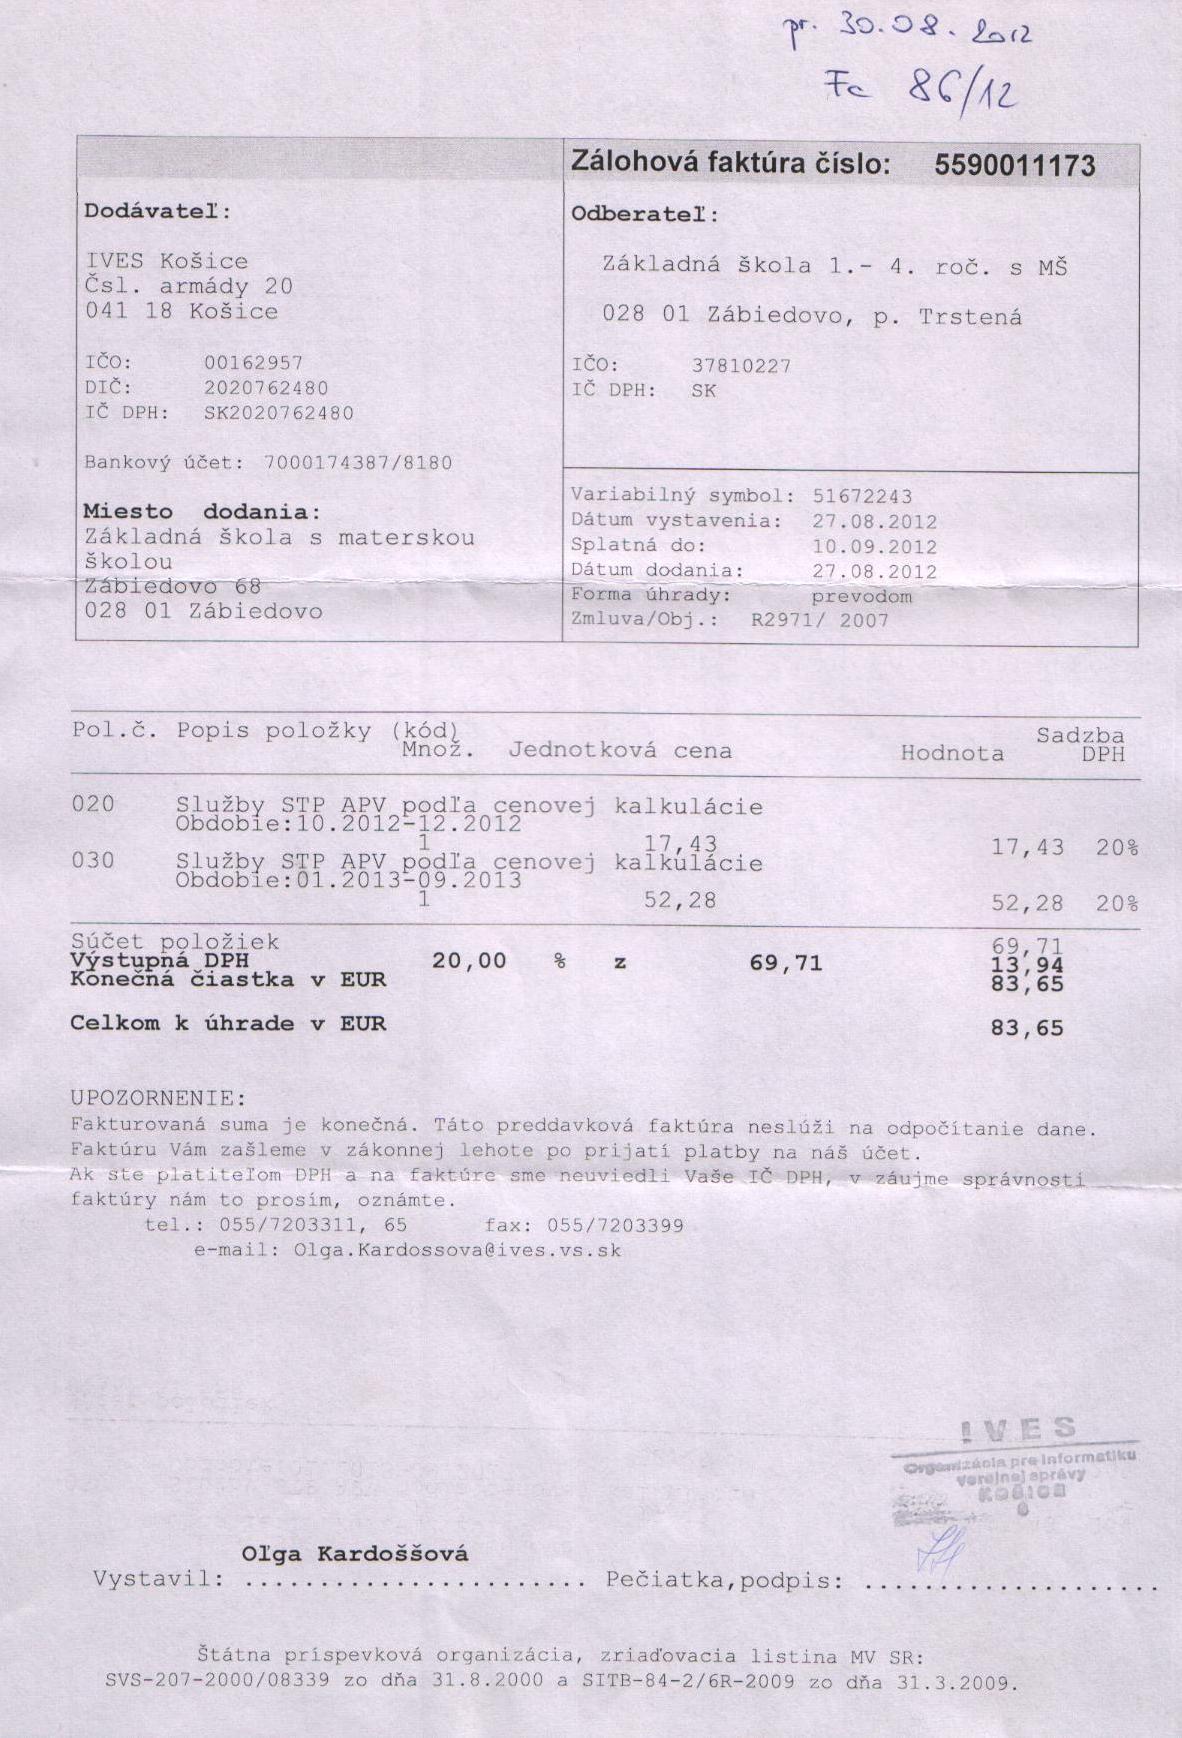 pr. 30.08.2012
Fc 86/12
Zálohová faktúra číslo: 5590011173
Dodávateľ:
IVES Košice
Čsl. armády 20
041 18 Košice
IČO: 00162957
DIČ: 2020762480
IČ DPH: SK2020762480
Bankový účet: 7000174387/8180
Miesto dodania:
Základná škola s materskou
školou
Zábiedovo 68
028 01 Zábiedovo
Odberateľ:
Základná škola 1.- 4. roč. s MŠ
028 01 Zábiedovo, p. Trstená
IČO: 37810227
IČ DPH: SK
Variabilný symbol: 51672243
Dátum vystavenia: 27.08.2012
Splatná do: 10.09.2012
Dátum dodania: 27.08.2012
Forma úhrady: prevodom
Zmluva/Obj.: R2971/ 2007
Pol.č. Popis položky (kód)
Množ. Jednotková cena Hodnota Sadzba DPH
020 Služby STP APV podľa cenovej kalkulácie
Obdobie:10.2012-12.2012
1 17,43 17,43 20%
030 Služby STP APV podľa cenovej kalkulácie
Obdobie:01.2013-09.2013
1 52,28 52,28 20%
Súčet položiek 69,71
Výstupná DPH 20,00 % z 69,71 13,94
Konečná čiastka v EUR 83,65
Celkom k úhrade v EUR 83,65
UPOZORNENIE:
Fakturovaná suma je konečná. Táto preddavková faktúra neslúži na odpočítanie dane.
Faktúru Vám zašleme v zákonnej lehote po prijatí platby na náš účet.
Ak ste platiteľom DPH a na faktúre sme neuviedli Vaše IČ DPH, v záujme správnosti
faktúry nám to prosím, oznámte.
tel.: 055/7203311, 65 fax: 055/7203399
e-mail: Olga.Kardossova@ives.vs.sk
IVES
Organizácia pre informatiku
verejnej správy
Košice
Oľga Kardoššová
Vystavil: ....................... Pečiatka,podpis: ....................
Štátna príspevková organizácia, zriaďovacia listina MV SR:
SVS-207-2000/08339 zo dňa 31.8.2000 a SITB-84-2/6R-2009 zo dňa 31.3.2009.